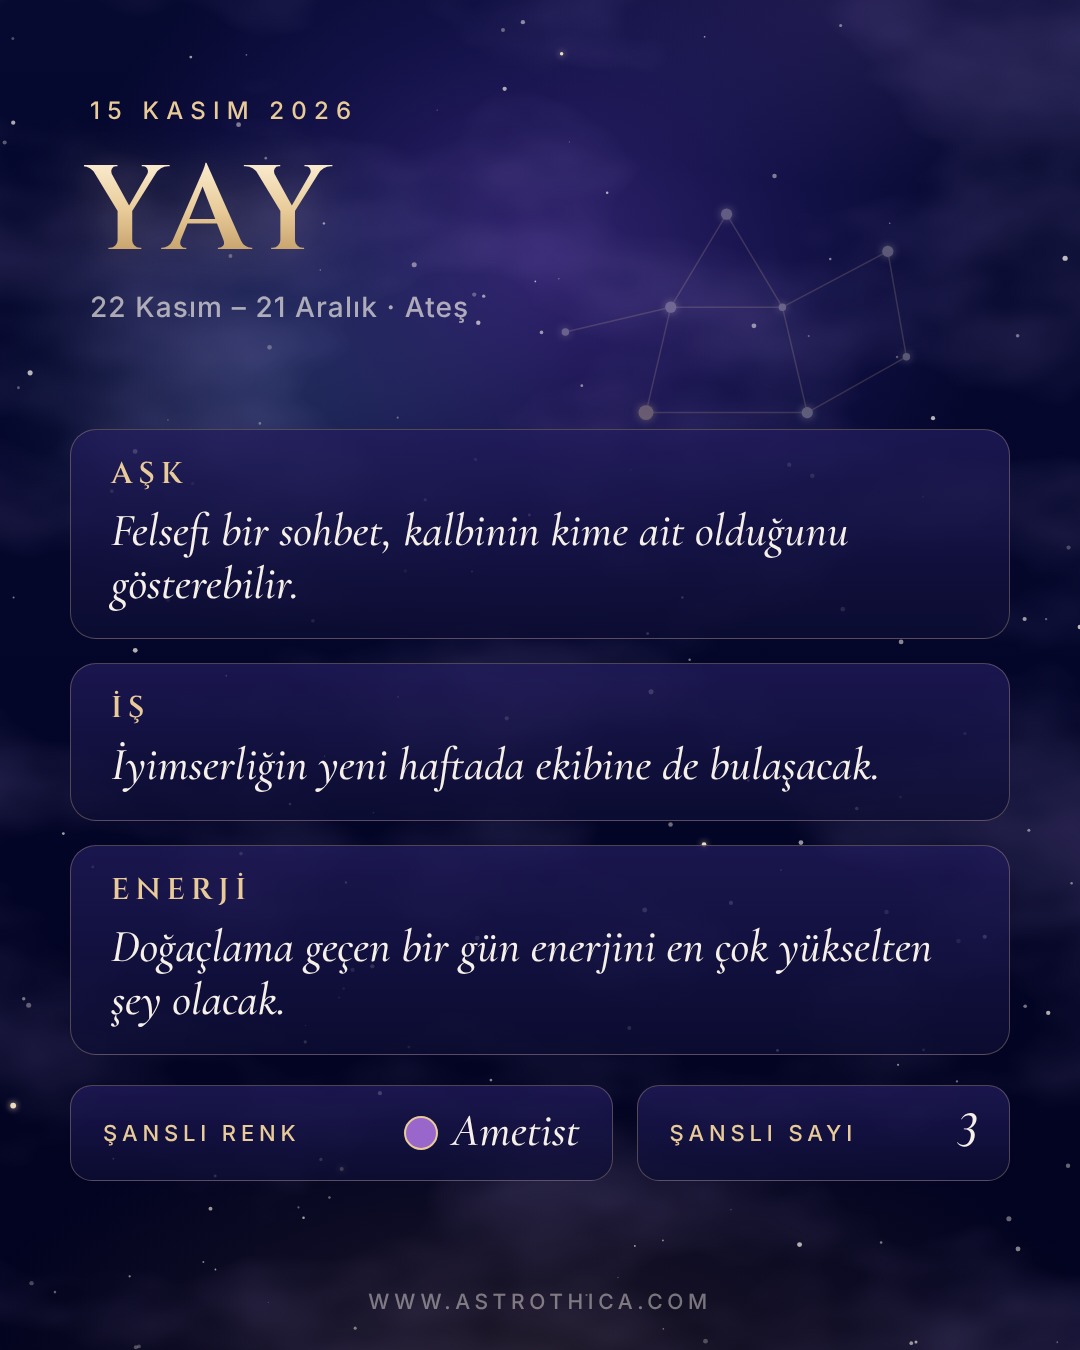 15 KASIM 2026
YAY
22 Kasım – 21 Aralık · Ateş
AŞK
Felsefi bir sohbet, kalbinin kime ait olduğunu
gösterebilir.
İŞ
İyimserliğin yeni haftada ekibine de bulaşacak.
ENERJİ
Doğaçlama geçen bir gün enerjini en çok yükselten
şey olacak.
ŞANSLI RENK
Ametist
ŞANSLI SAYI
3
WWW.ASTROTHICA.COM